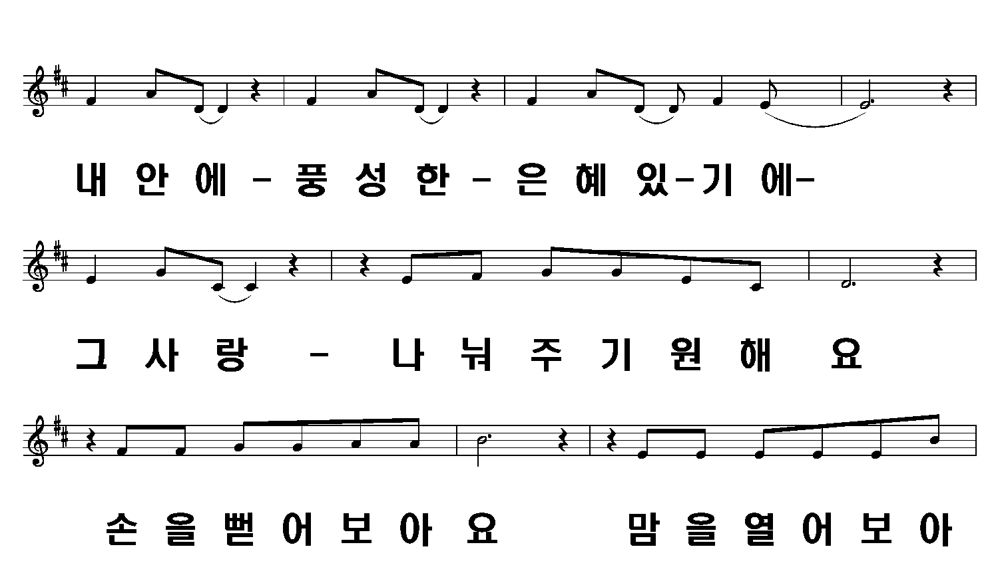 내 안 에 - 풍 성 한 - 은 혜 있-기 에-
그 사 랑 - 나 눠 주 기 원 해 요
손 을 뻗 어 보 아 요 맘 을 열 어 보 아